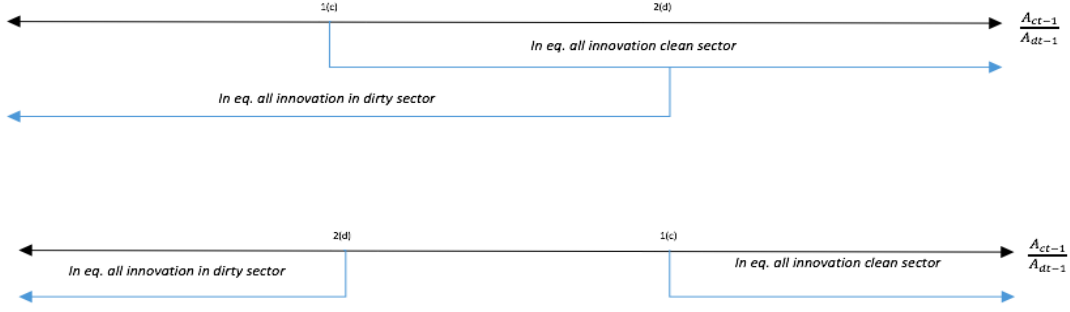 1(c) 2(d)
A_{ct−1}
A_{dt−1}
In eq. all innovation clean sector
In eq. all innovation in dirty sector
2(d) 1(c)
A_{ct−1}
A_{dt−1}
In eq. all innovation in dirty sector In eq. all innovation clean sector